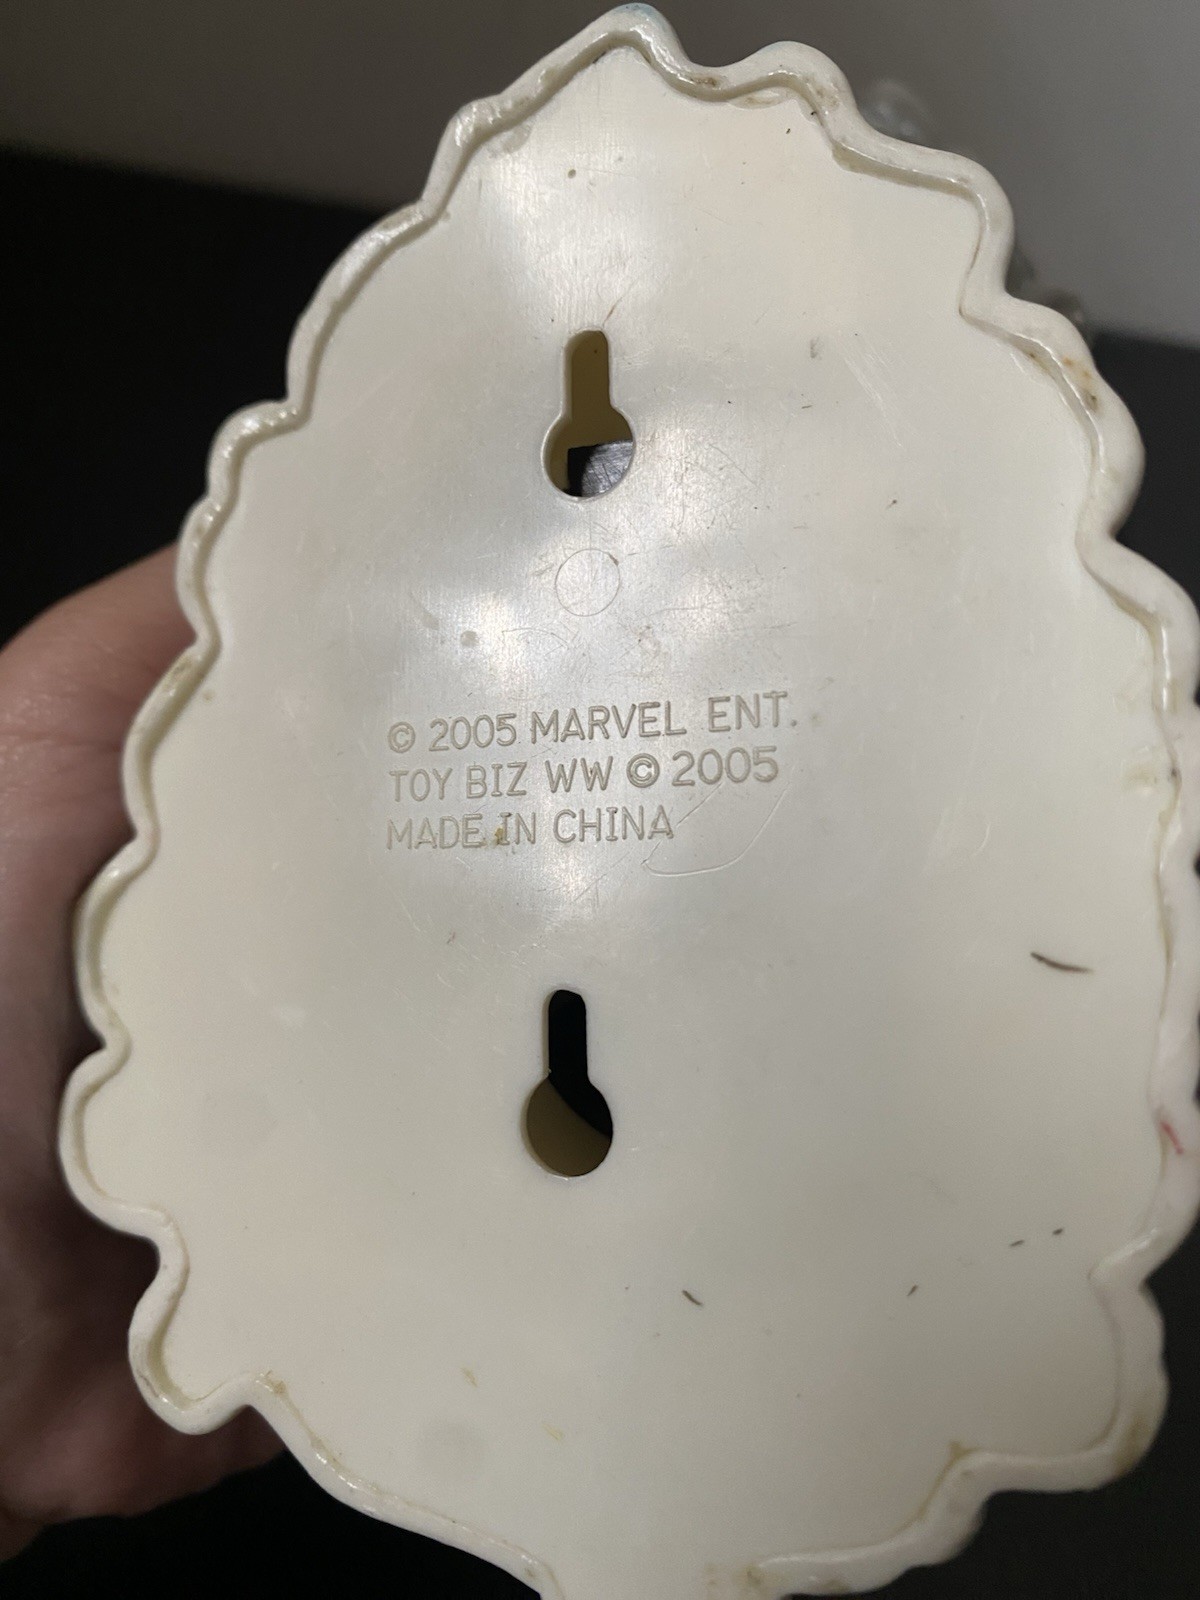 © 2005 MARVEL ENT.
TOY BIZ WW © 2005
MADE IN CHINA